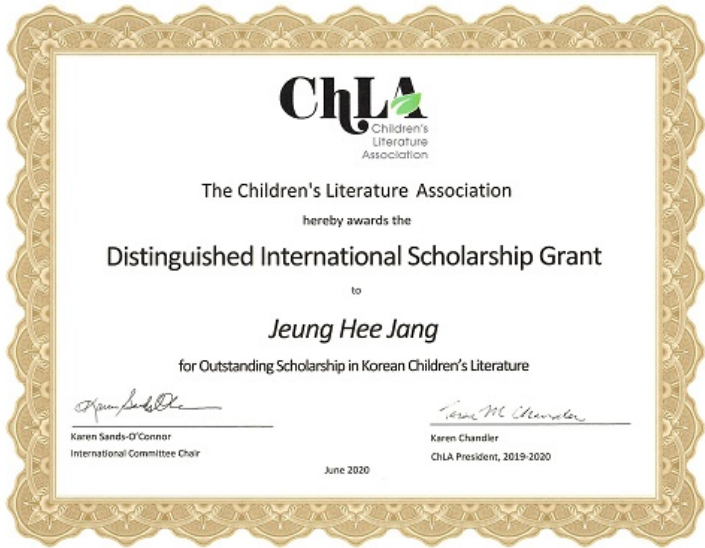 ChLA
Children's
Literature
Association
The Children's Literature Association
hereby awards the
Distinguished International Scholarship Grant
to
Jeung Hee Jang
for Outstanding Scholarship in Korean Children's Literature
Karen Sands-O'Connor
International Committee Chair
Karen Chandler
ChLA President, 2019-2020
June 2020